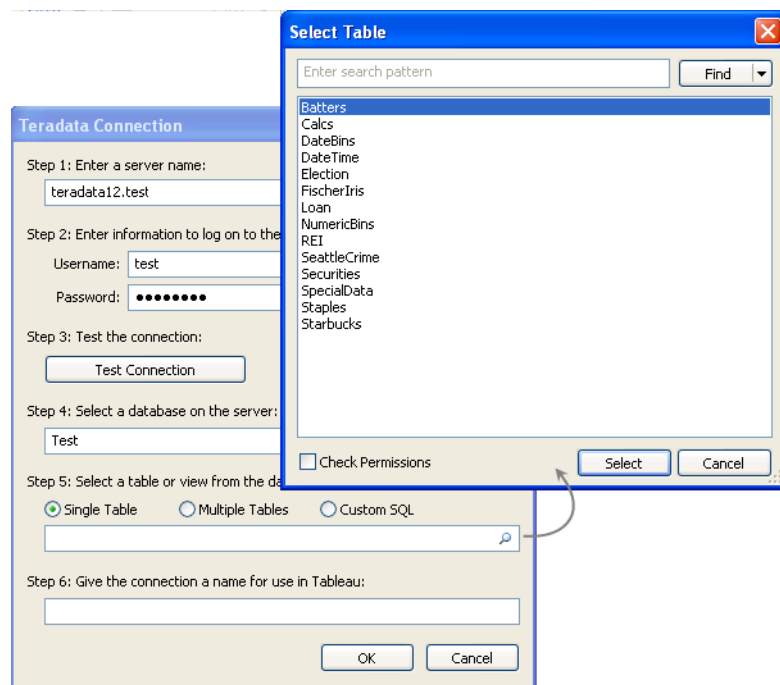 Select Table
Enter search pattern
Find
Batters
Calcs
DateBins
DateTime
Election
FischerIris
Loan
NumericBins
REI
SeattleCrime
Securities
SpecialData
Staples
Starbucks
Check Permissions
Select
Cancel
Teradata Connection
Step 1: Enter a server name:
teradata12.test
Step 2: Enter information to log on to the
Username: test
Password: ●●●●●●●●
Step 3: Test the connection:
Test Connection
Step 4: Select a database on the server:
Test
Step 5: Select a table or view from the da
Single Table Multiple Tables Custom SQL
Step 6: Give the connection a name for use in Tableau:
OK Cancel